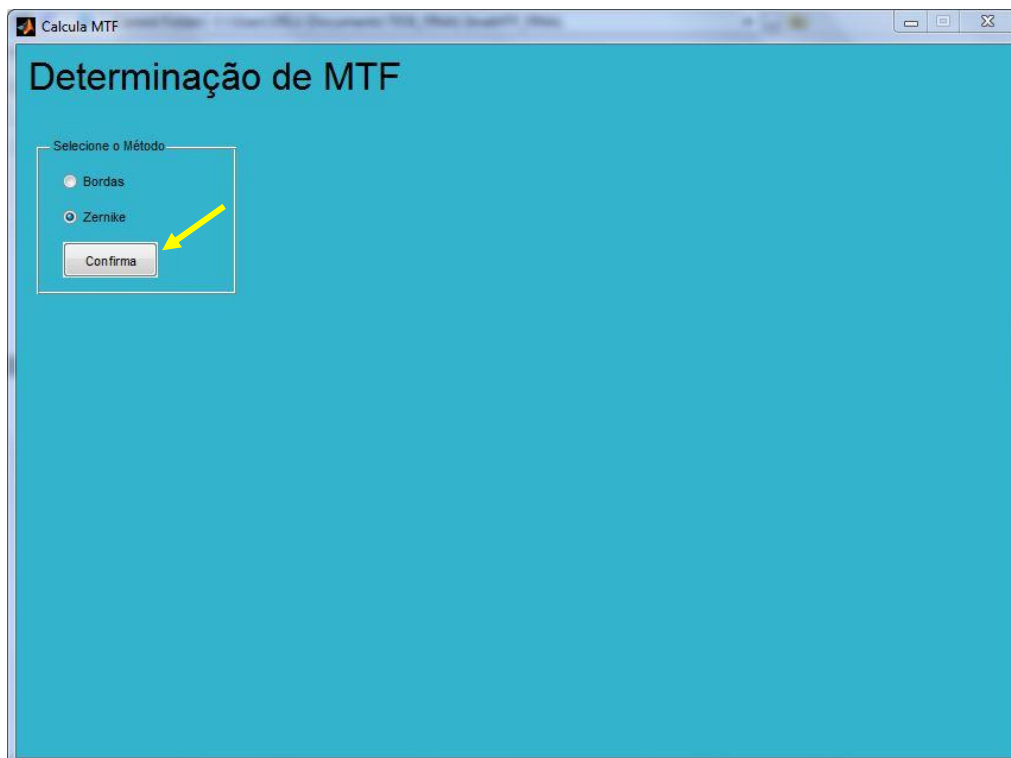 Calcula MTF
Determinação de MTF
Selecione o Método
Bordas
Zernike
Confirma